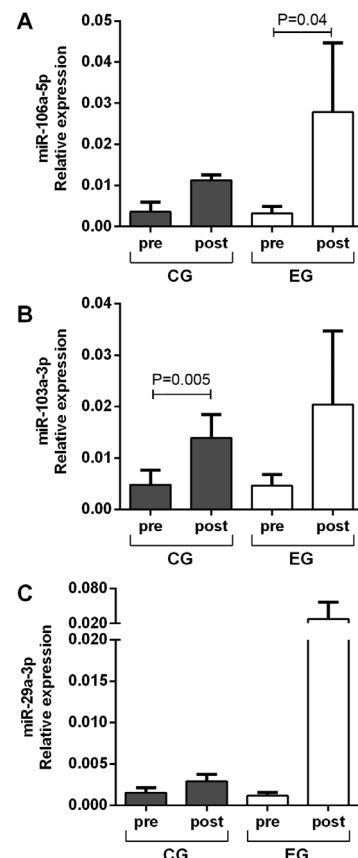 A
miR-106a-5p
Relative expression
0.05
0.04
0.03
0.02
0.01
0.00
P=0.04
pre post pre post
CG EG
B
miR-103a-3p
Relative expression
0.04
0.03
0.02
0.01
0.00
P=0.005
pre post pre post
CG EG
C
miR-29a-3p
Relative expression
0.080
0.020
0.020
0.015
0.010
0.005
0.000
pre post pre post
CG EG